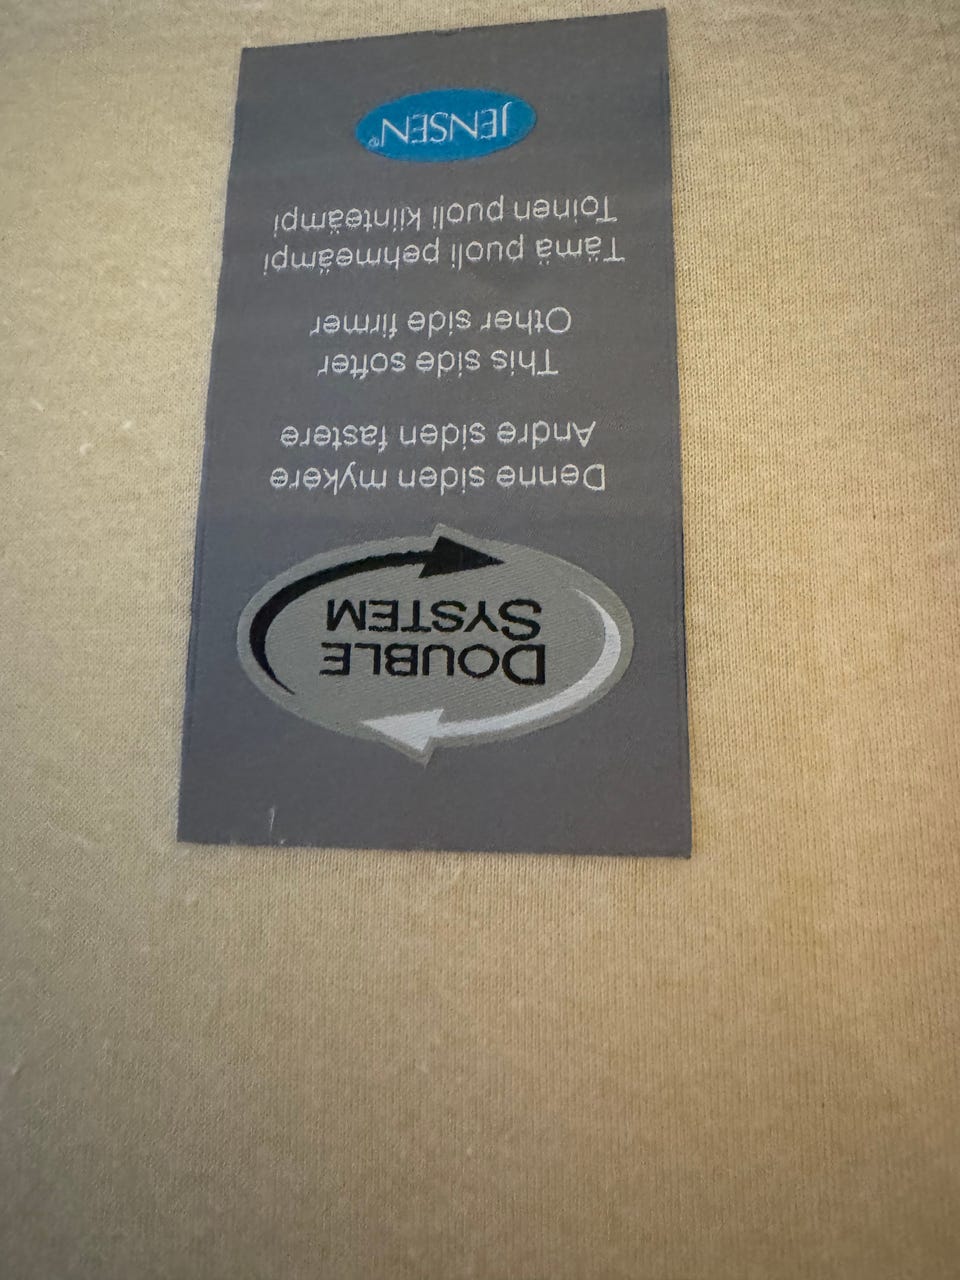 DOUBLE
SYSTEM
Denne siden mykere
Andre siden fastere
This side softer
Other side firmer
Tämä puoli pehmeämpi
Toinen puoli kiinteämpi
JENSEN®